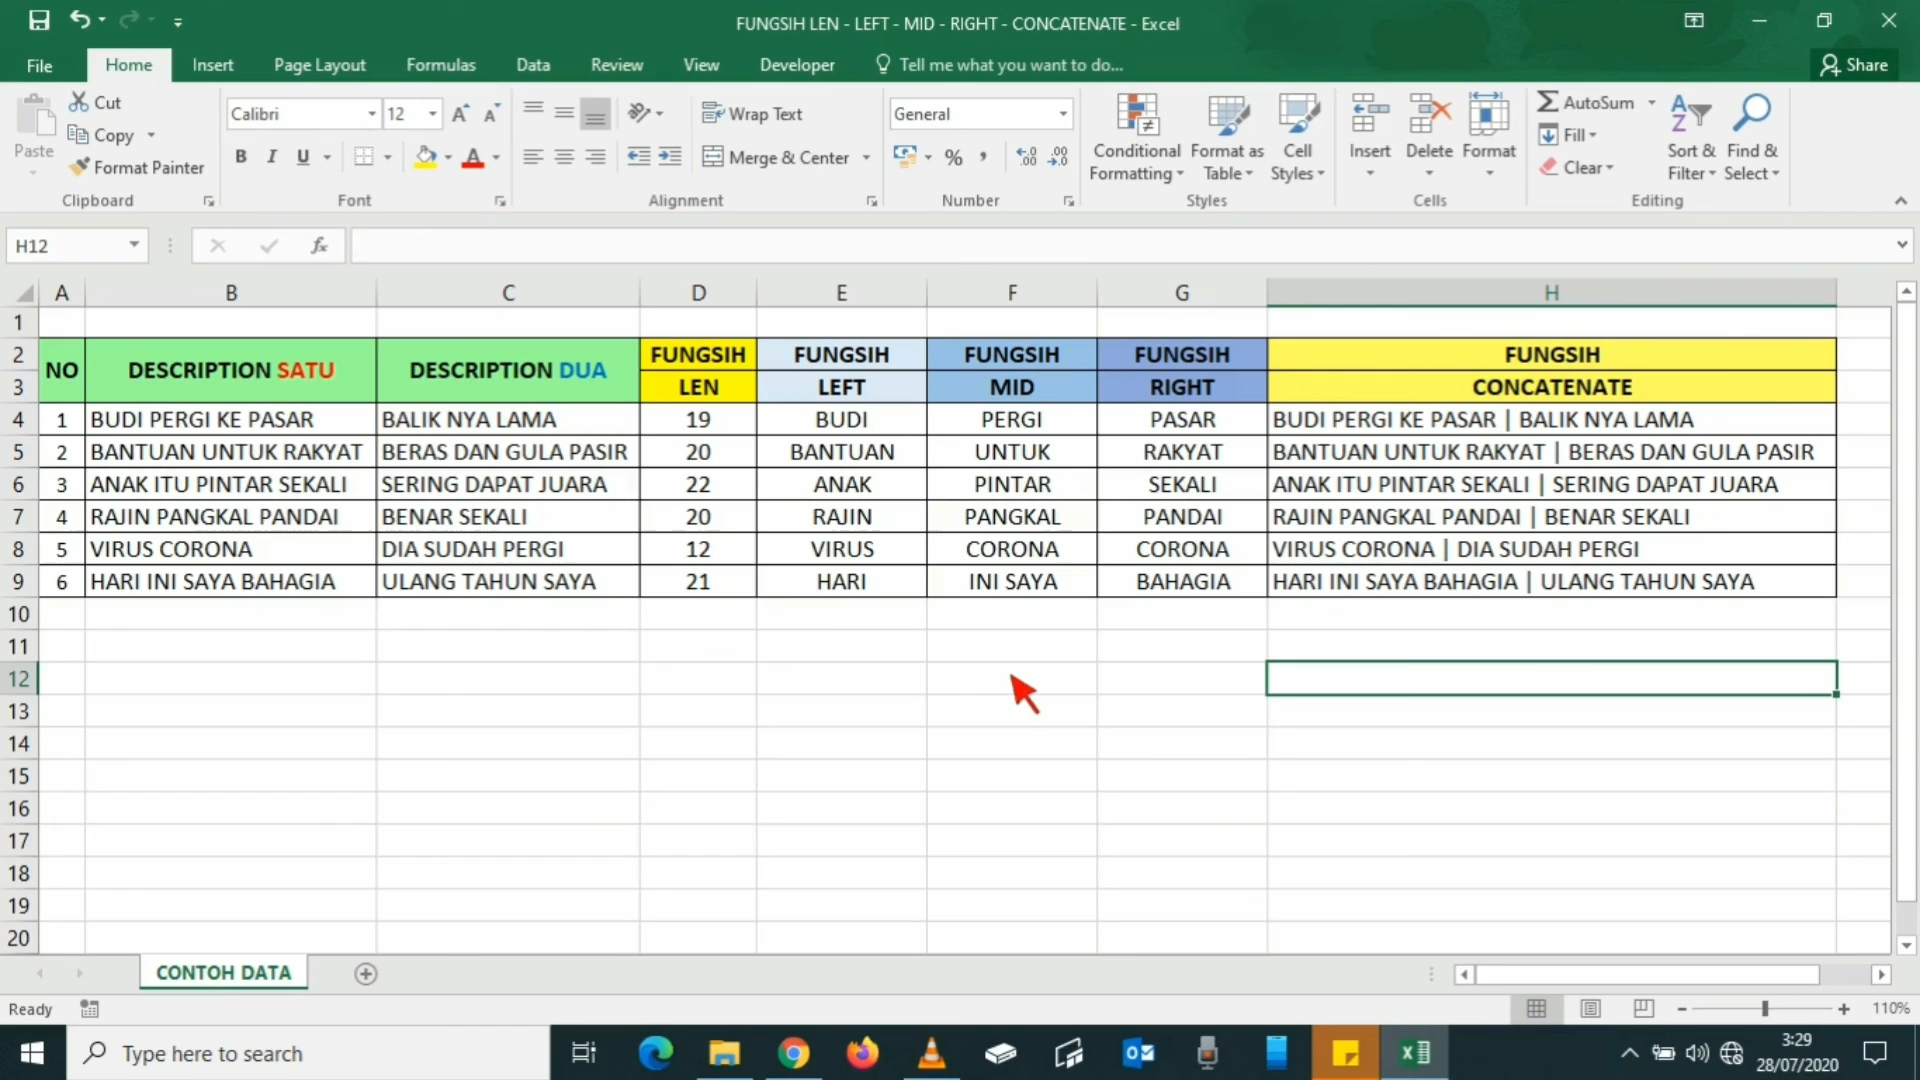 FUNGSIH LEN - LEFT - MID - RIGHT - CONCATENATE - Excel
File Home Insert Page Layout Formulas Data Review View Developer Tell me what you want to do... Share
Paste Cut Copy Format Painter Clipboard
Calibri 12 B I U Font
Wrap Text Merge & Center Alignment
General % Number
Conditional Formatting Format as Table Cell Styles Styles
Insert Delete Format Cells
AutoSum Fill Clear Sort & Filter Find & Select Editing
H12 fx
A B C D E F G H
1
2 NO DESCRIPTION SATU DESCRIPTION DUA FUNGSIH FUNGSIH FUNGSIH FUNGSIH FUNGSIH
3 LEN LEFT MID RIGHT CONCATENATE
4 1 BUDI PERGI KE PASAR BALIK NYA LAMA 19 BUDI PERGI PASAR BUDI PERGI KE PASAR | BALIK NYA LAMA
5 2 BANTUAN UNTUK RAKYAT BERAS DAN GULA PASIR 20 BANTUAN UNTUK RAKYAT BANTUAN UNTUK RAKYAT | BERAS DAN GULA PASIR
6 3 ANAK ITU PINTAR SEKALI SERING DAPAT JUARA 22 ANAK PINTAR SEKALI ANAK ITU PINTAR SEKALI | SERING DAPAT JUARA
7 4 RAJIN PANGKAL PANDAI BENAR SEKALI 20 RAJIN PANGKAL PANDAI RAJIN PANGKAL PANDAI | BENAR SEKALI
8 5 VIRUS CORONA DIA SUDAH PERGI 12 VIRUS CORONA CORONA VIRUS CORONA | DIA SUDAH PERGI
9 6 HARI INI SAYA BAHAGIA ULANG TAHUN SAYA 21 HARI INI SAYA BAHAGIA HARI INI SAYA BAHAGIA | ULANG TAHUN SAYA
10
11
12
13
14
15
16
17
18
19
20
CONTOH DATA
Ready 110%
Type here to search 3:29
28/07/2020